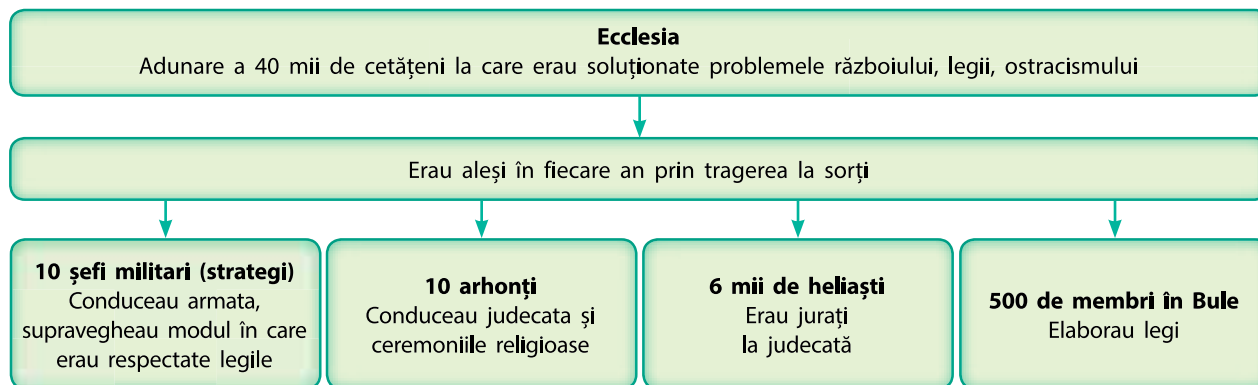 Ecclesia
Adunare a 40 mii de cetățeni la care erau soluționate problemele războiului, legii, ostracismului
Erau aleși în fiecare an prin tragerea la sorți
10 șefi militari (strategi)
Conduceau armata,
supravegheau modul în care
erau respectate legile
10 arhonți
Conduceau judecata și
ceremoniile religioase
6 mii de heliaști
Erau jurați
la judecată
500 de membri în Bule
Elaborau legi